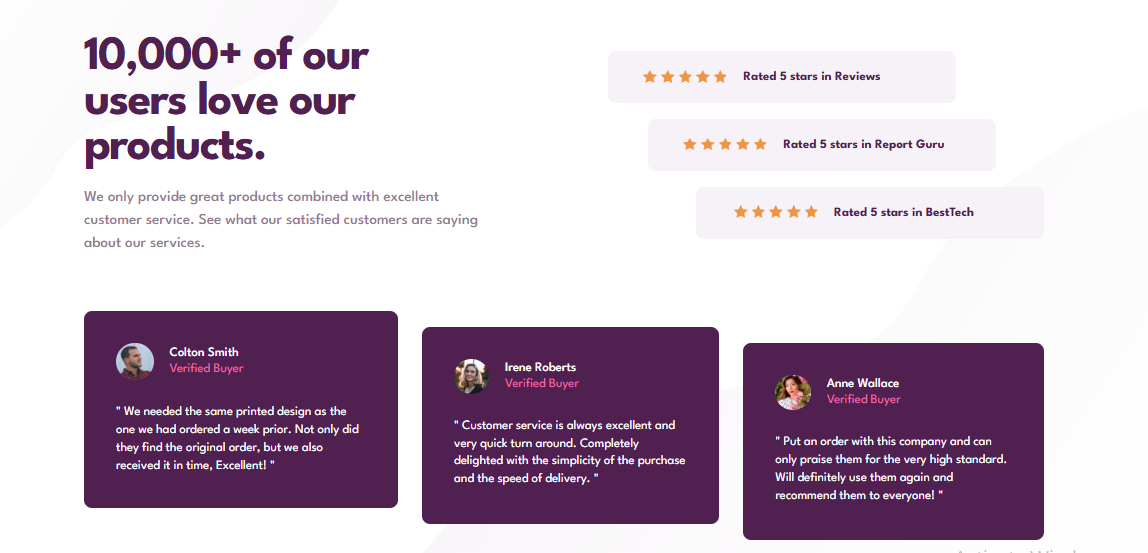 10,000+ of our
users love our
products.
We only provide great products combined with excellent
customer service. See what our satisfied customers are saying
about our services.
Rated 5 stars in Reviews
Rated 5 stars in Report Guru
Rated 5 stars in BestTech
Colton Smith
Verified Buyer
" We needed the same printed design as the
one we had ordered a week prior. Not only did
they find the original order, but we also
received it in time, Excellent! "
Irene Roberts
Verified Buyer
" Customer service is always excellent and
very quick turn around. Completely
delighted with the simplicity of the purchase
and the speed of delivery. "
Anne Wallace
Verified Buyer
" Put an order with this company and can
only praise them for the very high standard.
Will definitely use them again and
recommend them to everyone! "